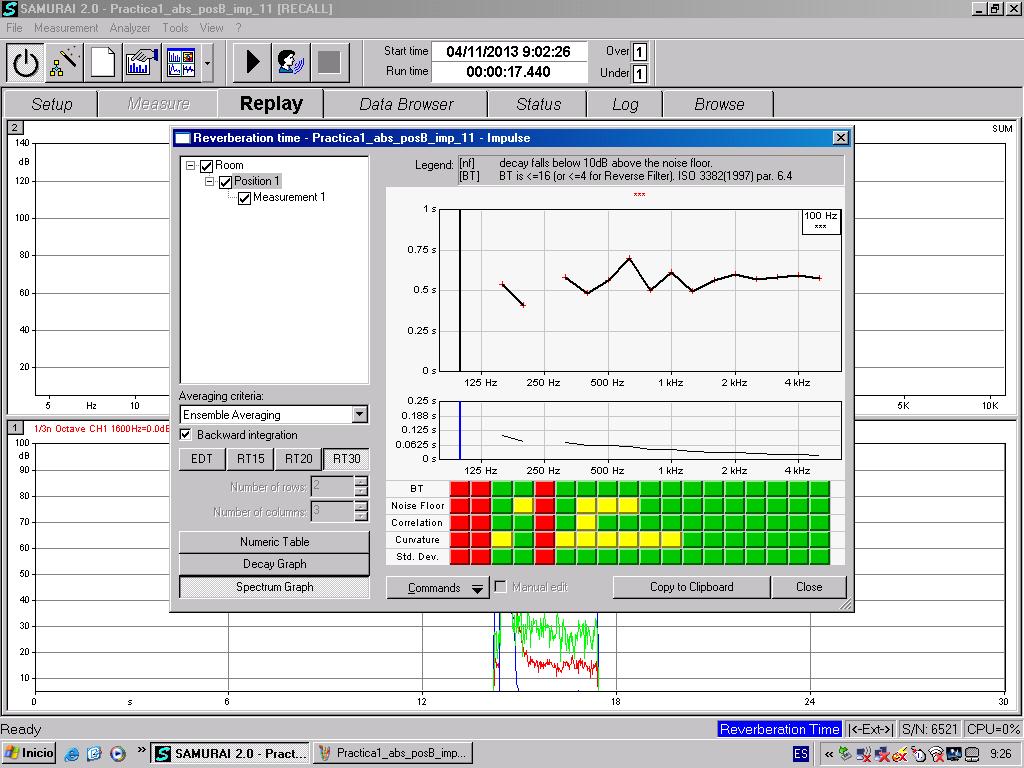 SAMURAI 2.0 - Practica1_abs_posB_imp_11 [RECALL]
File Measurement Analyzer Tools View ?
Start time 04/11/2013 9:02:26 Over 1
Run time 00:00:17.440 Under 1
Setup Measure Replay Data Browser Status Log Browse
2
SUM
140
dB
120
100
80
60
40
20
5 Hz 10 5K 10K
Reverberation time - Practica1_abs_posB_imp_11 - Impulse
Room
Position 1
Measurement 1
Legend: [nf] decay falls below 10dB above the noise floor.
[BT] BT is <=16 (or <=4 for Reverse Filter). ISO 3382(1997) par. 6.4
***
1 s
0.75 s
0.5 s
0.25 s
0 s
100 Hz
***
125 Hz 250 Hz 500 Hz 1 kHz 2 kHz 4 kHz
0.25 s
0.188 s
0.125 s
0.0625 s
0 s
125 Hz 250 Hz 500 Hz 1 kHz 2 kHz 4 kHz
BT
Noise Floor
Correlation
Curvature
Std. Dev.
Averaging criteria:
Ensemble Averaging
Backward integration
EDT RT15 RT20 RT30
Number of rows: 2
Number of columns: 3
Numeric Table
Decay Graph
Spectrum Graph
Commands Manual edit Copy to Clipboard Close
1 1/3n Octave CH1 1600Hz=0.0dB
100
dB
90
80
70
60
50
40
30
20
10
0 s 6 12 18 24 30
Ready Reverberation Time |<-Ext->| S/N: 6521 CPU=0%
Inicio » SAMURAI 2.0 - Pract... Practica1_abs_posB_imp... ES « 9:26